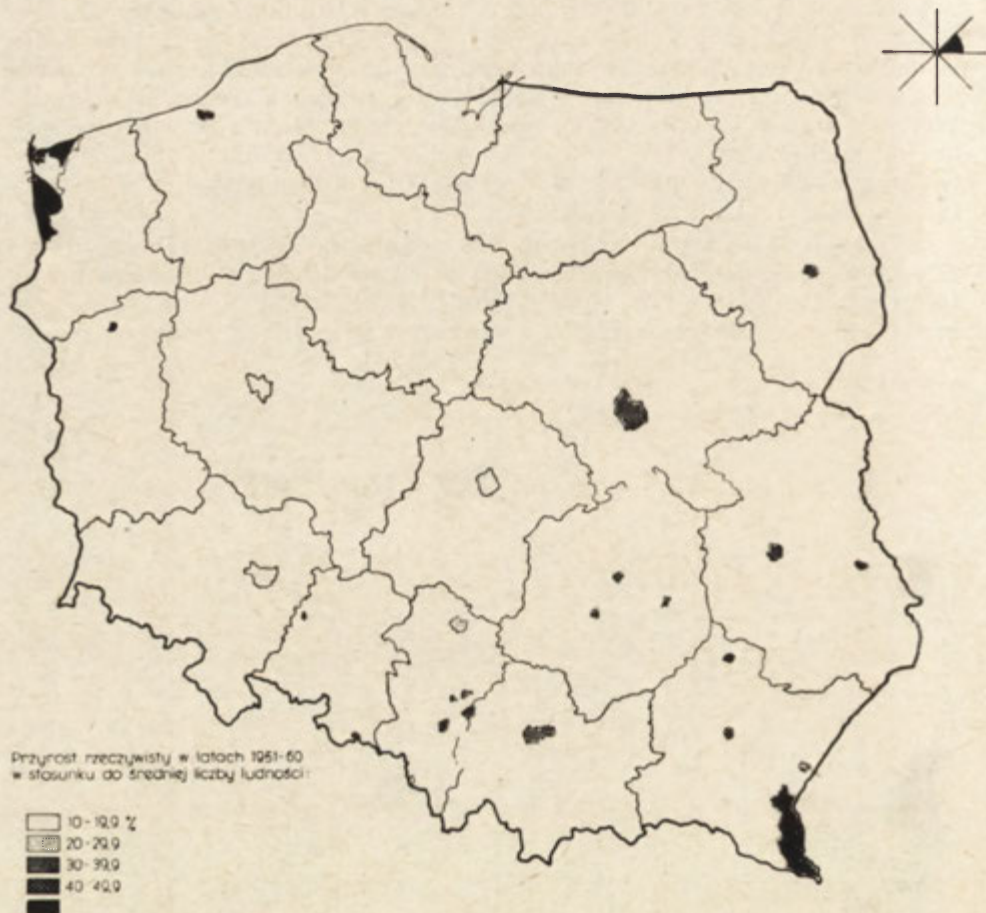 Przyrost rzeczywisty w latach 1951-60
w stosunku do średniej liczby ludności:
10-19,9 %
20-29,9
30-39,9
40-49,9